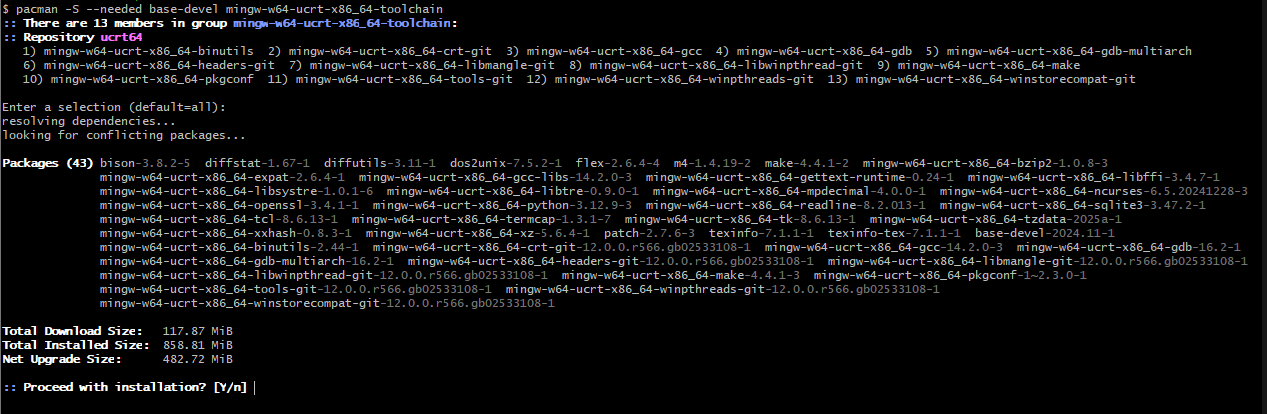 $ pacman -S --needed base-devel mingw-w64-ucrt-x86_64-toolchain
:: There are 13 members in group mingw-w64-ucrt-x86_64-toolchain:
:: Repository ucrt64
   1) mingw-w64-ucrt-x86_64-binutils  2) mingw-w64-ucrt-x86_64-crt-git  3) mingw-w64-ucrt-x86_64-gcc  4) mingw-w64-ucrt-x86_64-gdb  5) mingw-w64-ucrt-x86_64-gdb-multiarch
   6) mingw-w64-ucrt-x86_64-headers-git  7) mingw-w64-ucrt-x86_64-libmangle-git  8) mingw-w64-ucrt-x86_64-libwinpthread-git  9) mingw-w64-ucrt-x86_64-make
   10) mingw-w64-ucrt-x86_64-pkgconf  11) mingw-w64-ucrt-x86_64-tools-git  12) mingw-w64-ucrt-x86_64-winpthreads-git  13) mingw-w64-ucrt-x86_64-winstorecompat-git
Enter a selection (default=all):
resolving dependencies...
looking for conflicting packages...
Packages (43) bison-3.8.2-5  diffstat-1.67-1  diffutils-3.11-1  dos2unix-7.5.2-1  flex-2.6.4-4  m4-1.4.19-2  make-4.4.1-2  mingw-w64-ucrt-x86_64-bzip2-1.0.8-3
              mingw-w64-ucrt-x86_64-expat-2.6.4-1  mingw-w64-ucrt-x86_64-gcc-libs-14.2.0-3  mingw-w64-ucrt-x86_64-gettext-runtime-0.24-1  mingw-w64-ucrt-x86_64-libffi-3.4.7-1
              mingw-w64-ucrt-x86_64-libsystre-1.0.1-6  mingw-w64-ucrt-x86_64-libtre-0.9.0-1  mingw-w64-ucrt-x86_64-mpdecimal-4.0.0-1  mingw-w64-ucrt-x86_64-ncurses-6.5.20241228-3
              mingw-w64-ucrt-x86_64-openssl-3.4.1-1  mingw-w64-ucrt-x86_64-python-3.12.9-3  mingw-w64-ucrt-x86_64-readline-8.2.013-1  mingw-w64-ucrt-x86_64-sqlite3-3.47.2-1
              mingw-w64-ucrt-x86_64-tcl-8.6.13-1  mingw-w64-ucrt-x86_64-termcap-1.3.1-7  mingw-w64-ucrt-x86_64-tk-8.6.13-1  mingw-w64-ucrt-x86_64-tzdata-2025a-1
              mingw-w64-ucrt-x86_64-xxhash-0.8.3-1  mingw-w64-ucrt-x86_64-xz-5.6.4-1  patch-2.7.6-3  texinfo-7.1.1-1  texinfo-tex-7.1.1-1  base-devel-2024.11-1
              mingw-w64-ucrt-x86_64-binutils-2.44-1  mingw-w64-ucrt-x86_64-crt-git-12.0.0.r566.gb02533108-1  mingw-w64-ucrt-x86_64-gcc-14.2.0-3  mingw-w64-ucrt-x86_64-gdb-16.2-1
              mingw-w64-ucrt-x86_64-gdb-multiarch-16.2-1  mingw-w64-ucrt-x86_64-headers-git-12.0.0.r566.gb02533108-1  mingw-w64-ucrt-x86_64-libmangle-git-12.0.0.r566.gb02533108-1
              mingw-w64-ucrt-x86_64-libwinpthread-git-12.0.0.r566.gb02533108-1  mingw-w64-ucrt-x86_64-make-4.4.1-3  mingw-w64-ucrt-x86_64-pkgconf-1~2.3.0-1
              mingw-w64-ucrt-x86_64-tools-git-12.0.0.r566.gb02533108-1  mingw-w64-ucrt-x86_64-winpthreads-git-12.0.0.r566.gb02533108-1
              mingw-w64-ucrt-x86_64-winstorecompat-git-12.0.0.r566.gb02533108-1
Total Download Size:   117.87 MiB
Total Installed Size:  858.81 MiB
Net Upgrade Size:      482.72 MiB
:: Proceed with installation? [Y/n]